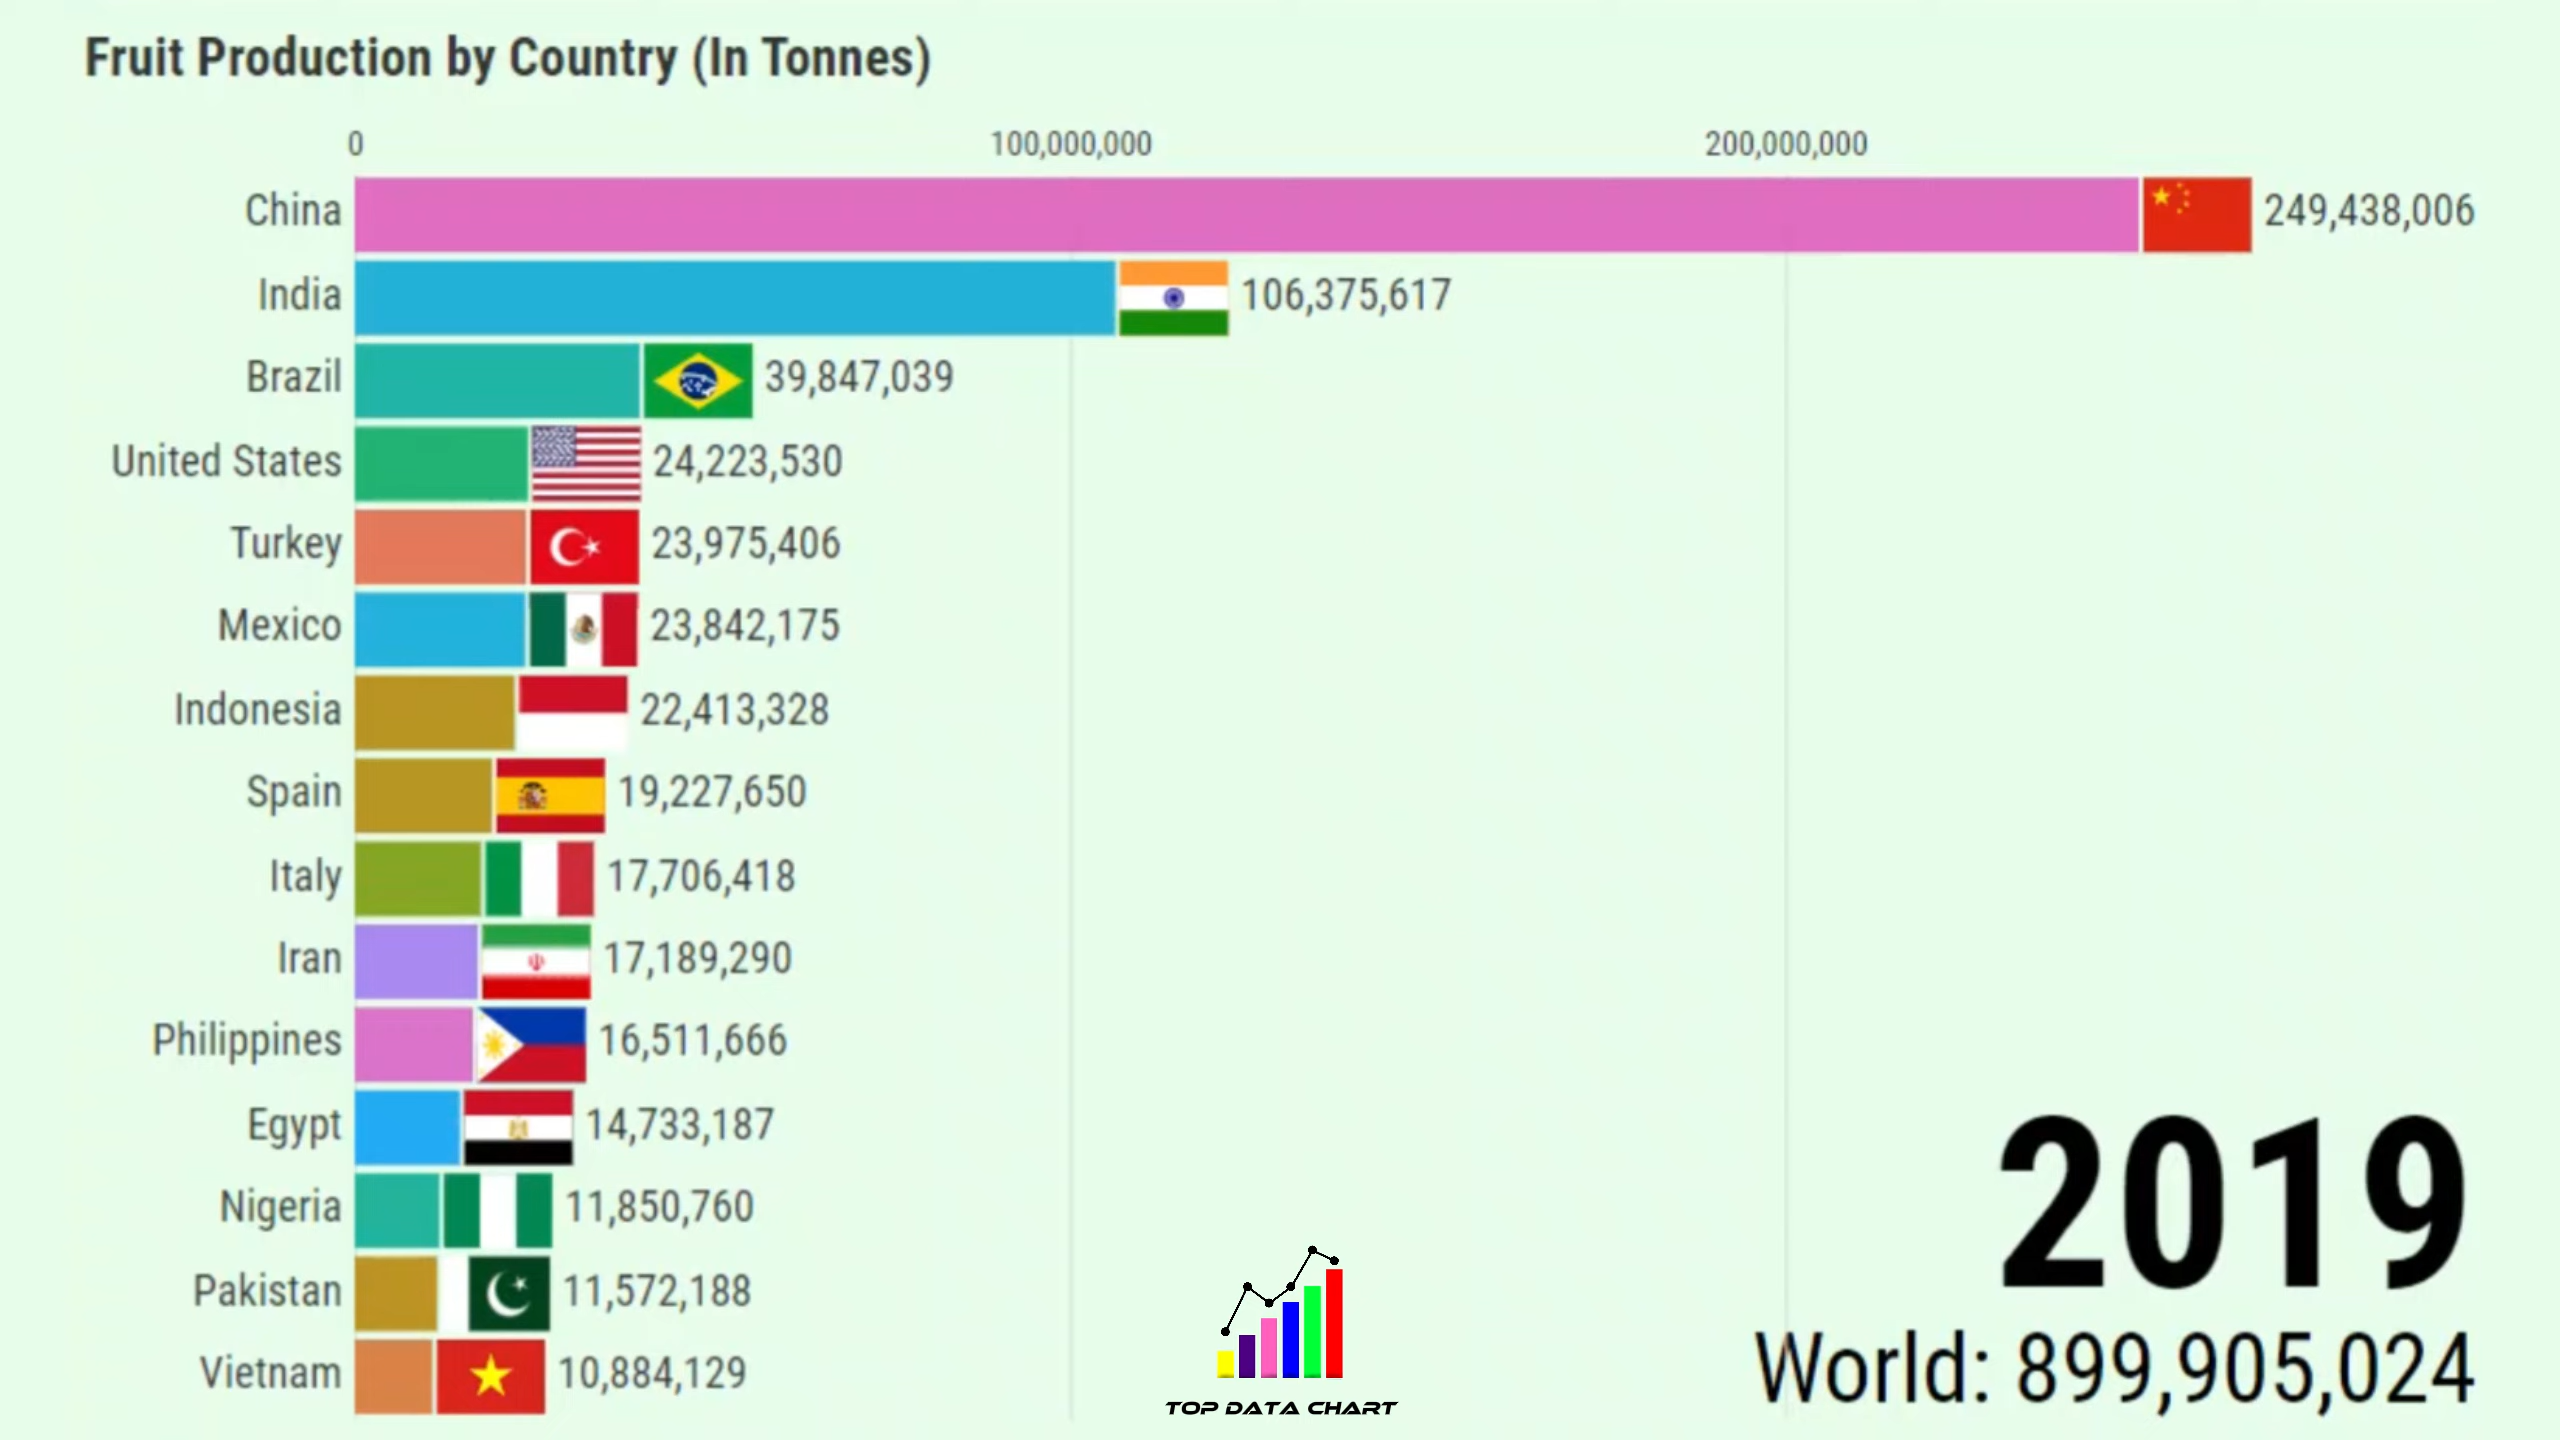 Fruit Production by Country (In Tonnes)
0 100,000,000 200,000,000
China 249,438,006
India 106,375,617
Brazil 39,847,039
United States 24,223,530
Turkey 23,975,406
Mexico 23,842,175
Indonesia 22,413,328
Spain 19,227,650
Italy 17,706,418
Iran 17,189,290
Philippines 16,511,666
Egypt 14,733,187
Nigeria 11,850,760
Pakistan 11,572,188
Vietnam 10,884,129
2019
World: 899,905,024
TOP DATA CHART